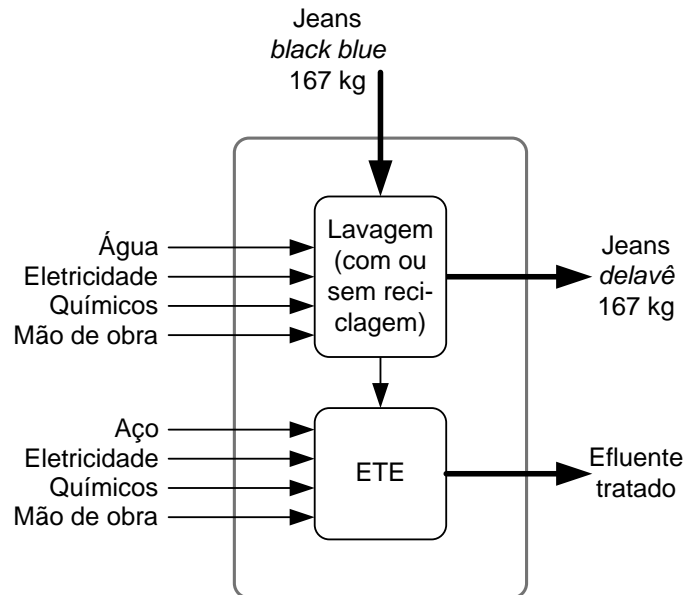 Jeans
black blue
167 kg
Água
Eletricidade
Químicos
Mão de obra
Lavagem
(com ou
sem reci-
clagem)
Jeans
delavê
167 kg
Aço
Eletricidade
Químicos
Mão de obra
ETE
Efluente
tratado